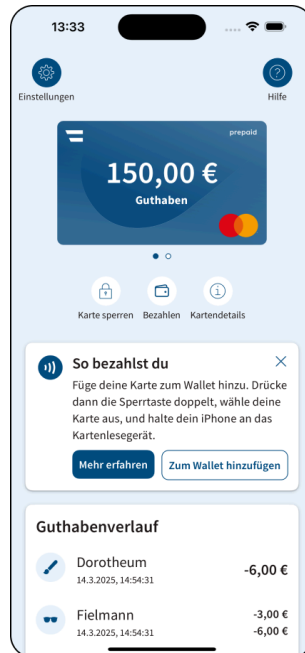 13:33
Einstellungen
Hilfe
prepaid
150,00 €
Guthaben
Karte sperren
Bezahlen
Kartendetails
So bezahlst du
Füge deine Karte zum Wallet hinzu. Drücke
dann die Sperrtaste doppelt, wähle deine
Karte aus, und halte dein iPhone an das
Kartenlesegerät.
Mehr erfahren
Zum Wallet hinzufügen
Guthabenverlauf
Dorotheum
14.3.2025, 14:54:31
-6,00 €
Fielmann
-3,00 €
14.3.2025, 14:54:31
-6,00 €